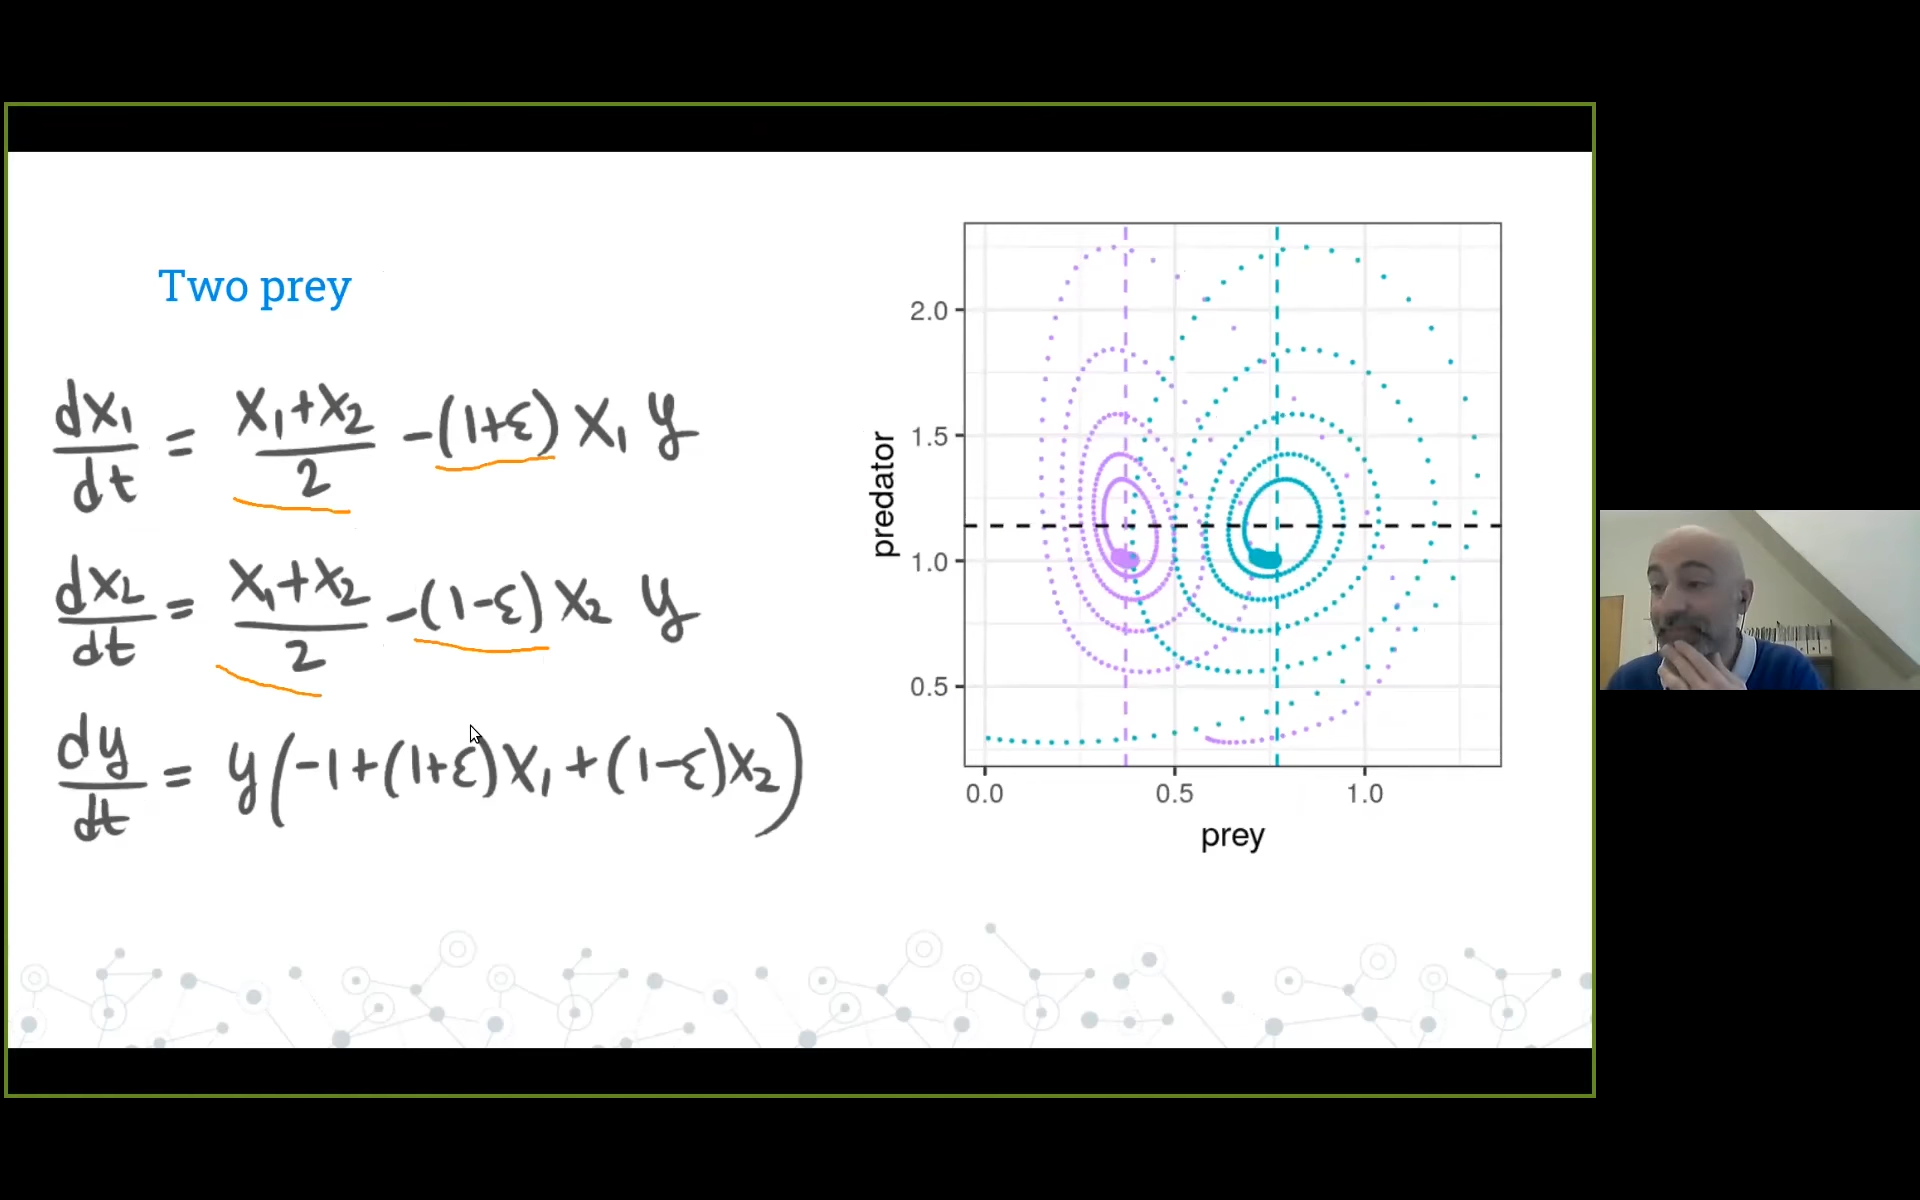 Two prey
dx₁/dt = (x₁+x₂)/2 -(1+ε) x₁ y
dx₂/dt = (x₁+x₂)/2 -(1-ε) x₂ y
dy/dt = y(-1+(1+ε)x₁+(1-ε)x₂)
predator
2.0
1.5
1.0
0.5
0.0 0.5 1.0
prey